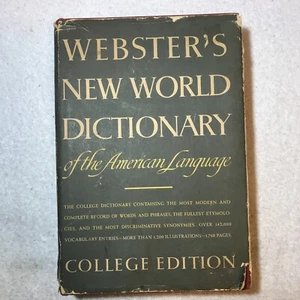 WEBSTER'S
NEW WORLD
DICTIONARY
of the American Language
THE COLLEGE DICTIONARY CONTAINING THE MOST MODERN AND
COMPLETE RECORD OF WORDS AND PHRASES, THE FULLEST ETYMOLO-
GIES, AND THE MOST DISCRIMINATIVE SYNONYMIES. OVER 142,000
VOCABULARY ENTRIES—MORE THAN 1,200 ILLUSTRATIONS—1760 PAGES
COLLEGE EDITION